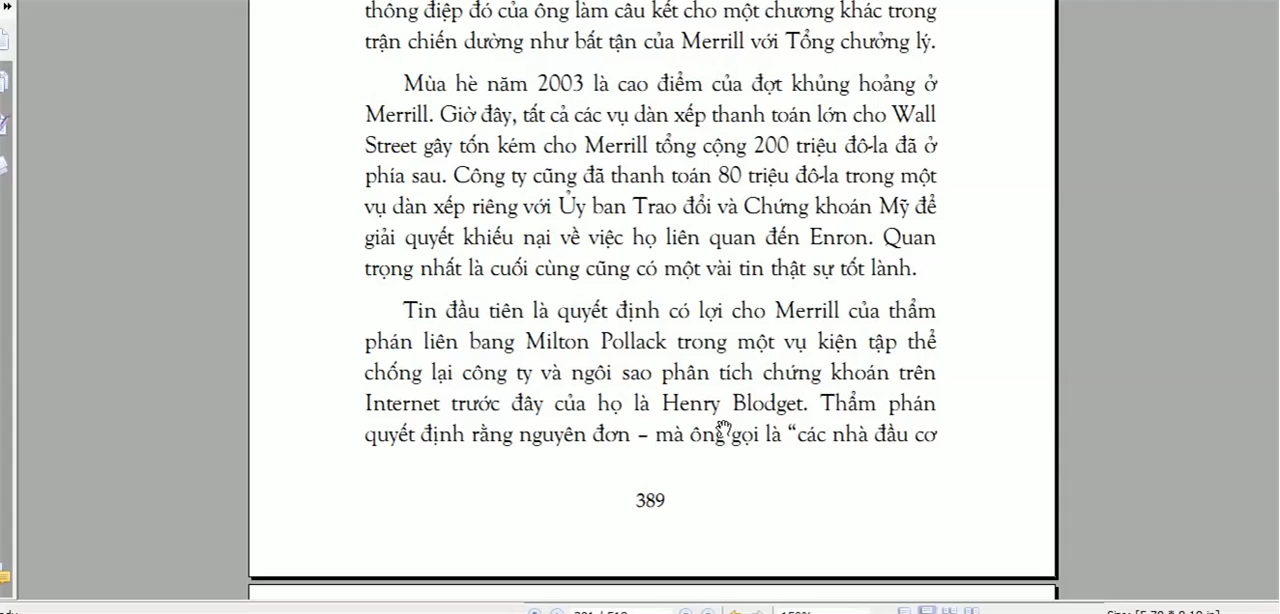 thông điệp đó của ông làm câu kết cho một chương khác trong
trận chiến dường như bất tận của Merrill với Tổng chưởng lý.
Mùa hè năm 2003 là cao điểm của đợt khủng hoảng ở
Merrill. Giờ đây, tất cả các vụ dàn xếp thanh toán lớn cho Wall
Street gây tốn kém cho Merrill tổng cộng 200 triệu đô-la đã ở
phía sau. Công ty cũng đã thanh toán 80 triệu đô-la trong một
vụ dàn xếp riêng với Ủy ban Trao đổi và Chứng khoán Mỹ để
giải quyết khiếu nại về việc họ liên quan đến Enron. Quan
trọng nhất là cuối cùng cũng có một vài tin thật sự tốt lành.
Tin đầu tiên là quyết định có lợi cho Merrill của thẩm
phán liên bang Milton Pollack trong một vụ kiện tập thể
chống lại công ty và ngôi sao phân tích chứng khoán trên
Internet trước đây của họ là Henry Blodget. Thẩm phán
quyết định rằng nguyên đơn – mà ông gọi là “các nhà đầu cơ
389